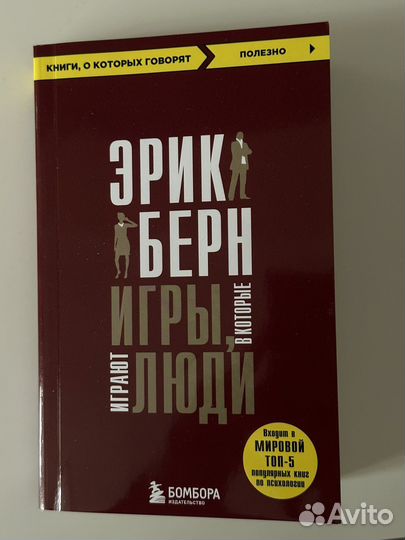 КНИГИ, О КОТОРЫХ ГОВОРЯТ
ПОЛЕЗНО
ЭРИК
БЕРН
ИГРЫ,
В КОТОРЫЕ
ИГРАЮТ
ЛЮДИ
Входит в
МИРОВОЙ
ТОП-5
популярных книг
по психологии
БОМБОРА
ИЗДАТЕЛЬСТВО
Avito